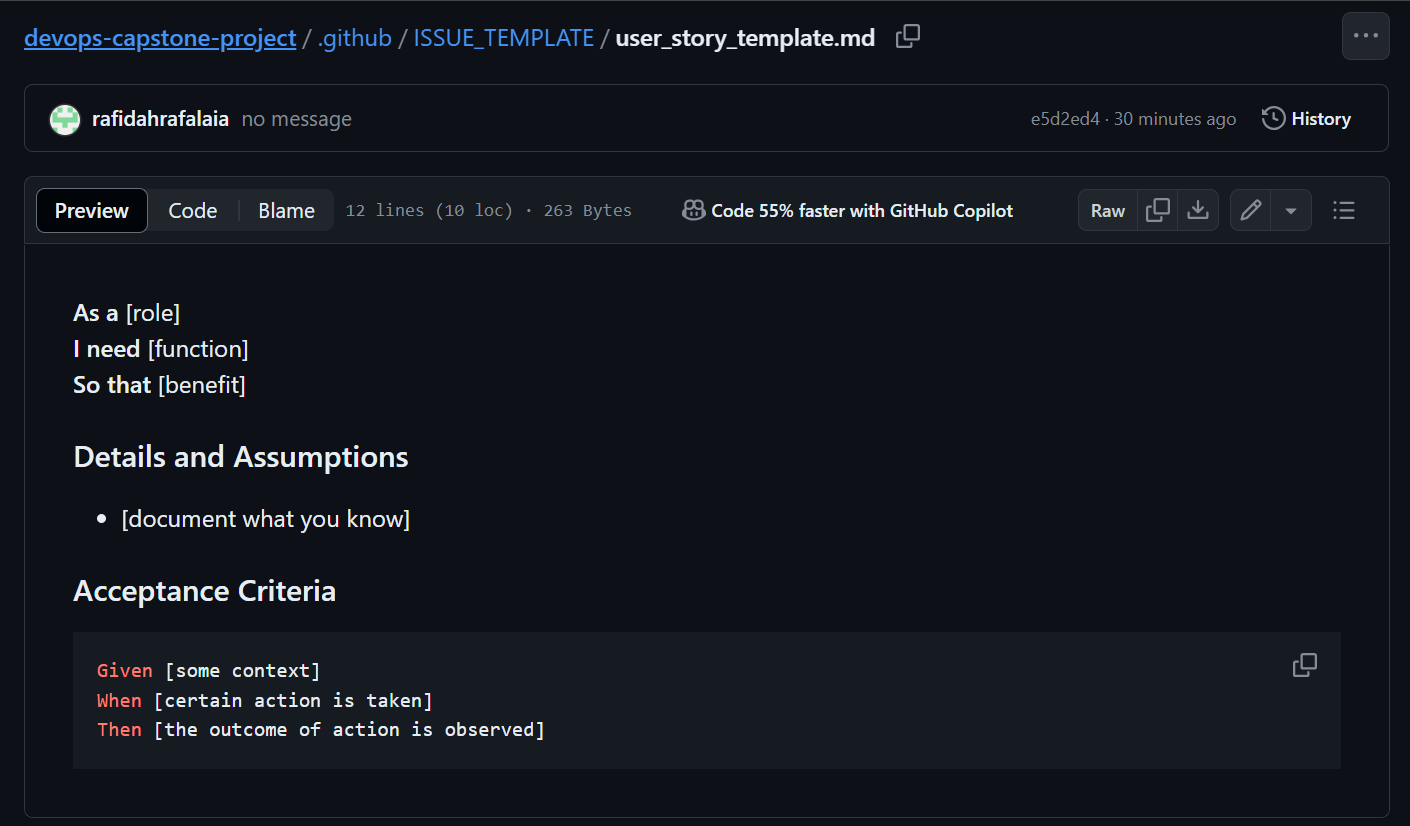 devops-capstone-project / .github / ISSUE_TEMPLATE / user_story_template.md
rafidahrafalaia no message e5d2ed4 · 30 minutes ago History
Preview Code Blame 12 lines (10 loc) · 263 Bytes Code 55% faster with GitHub Copilot Raw
As a [role]
I need [function]
So that [benefit]
Details and Assumptions
• [document what you know]
Acceptance Criteria
Given [some context]
When [certain action is taken]
Then [the outcome of action is observed]